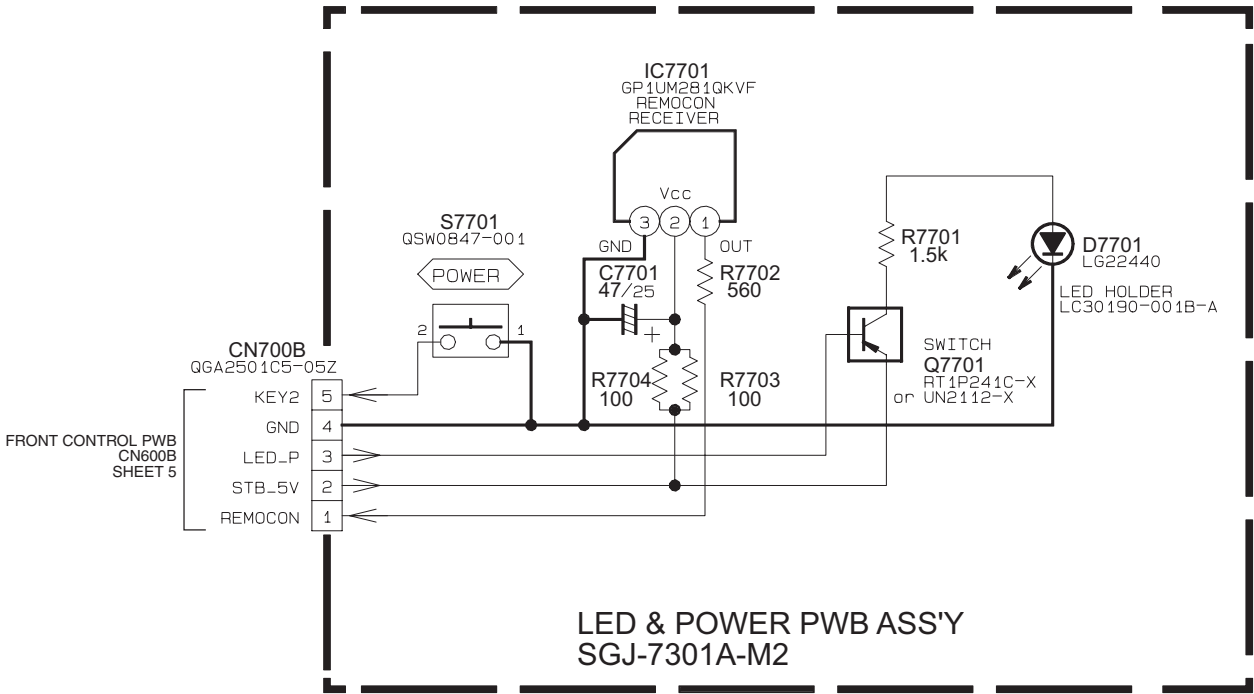 IC7701
GP1UM281QKVF
REMOCON
RECEIVER
Vcc
3 2 1
GND OUT
S7701
QSW0847-001
POWER
2 1
C7701
47/25
+
R7702
560
R7701
1.5k
D7701
LG22440
LED HOLDER
LC30190-001B-A
SWITCH
Q7701
RT1P241C-X
or UN2112-X
R7704
100
R7703
100
CN700B
QGA2501C5-05Z
KEY2 5
GND 4
LED_P 3
STB_5V 2
REMOCON 1
FRONT CONTROL PWB
CN600B
SHEET 5
LED & POWER PWB ASS'Y
SGJ-7301A-M2